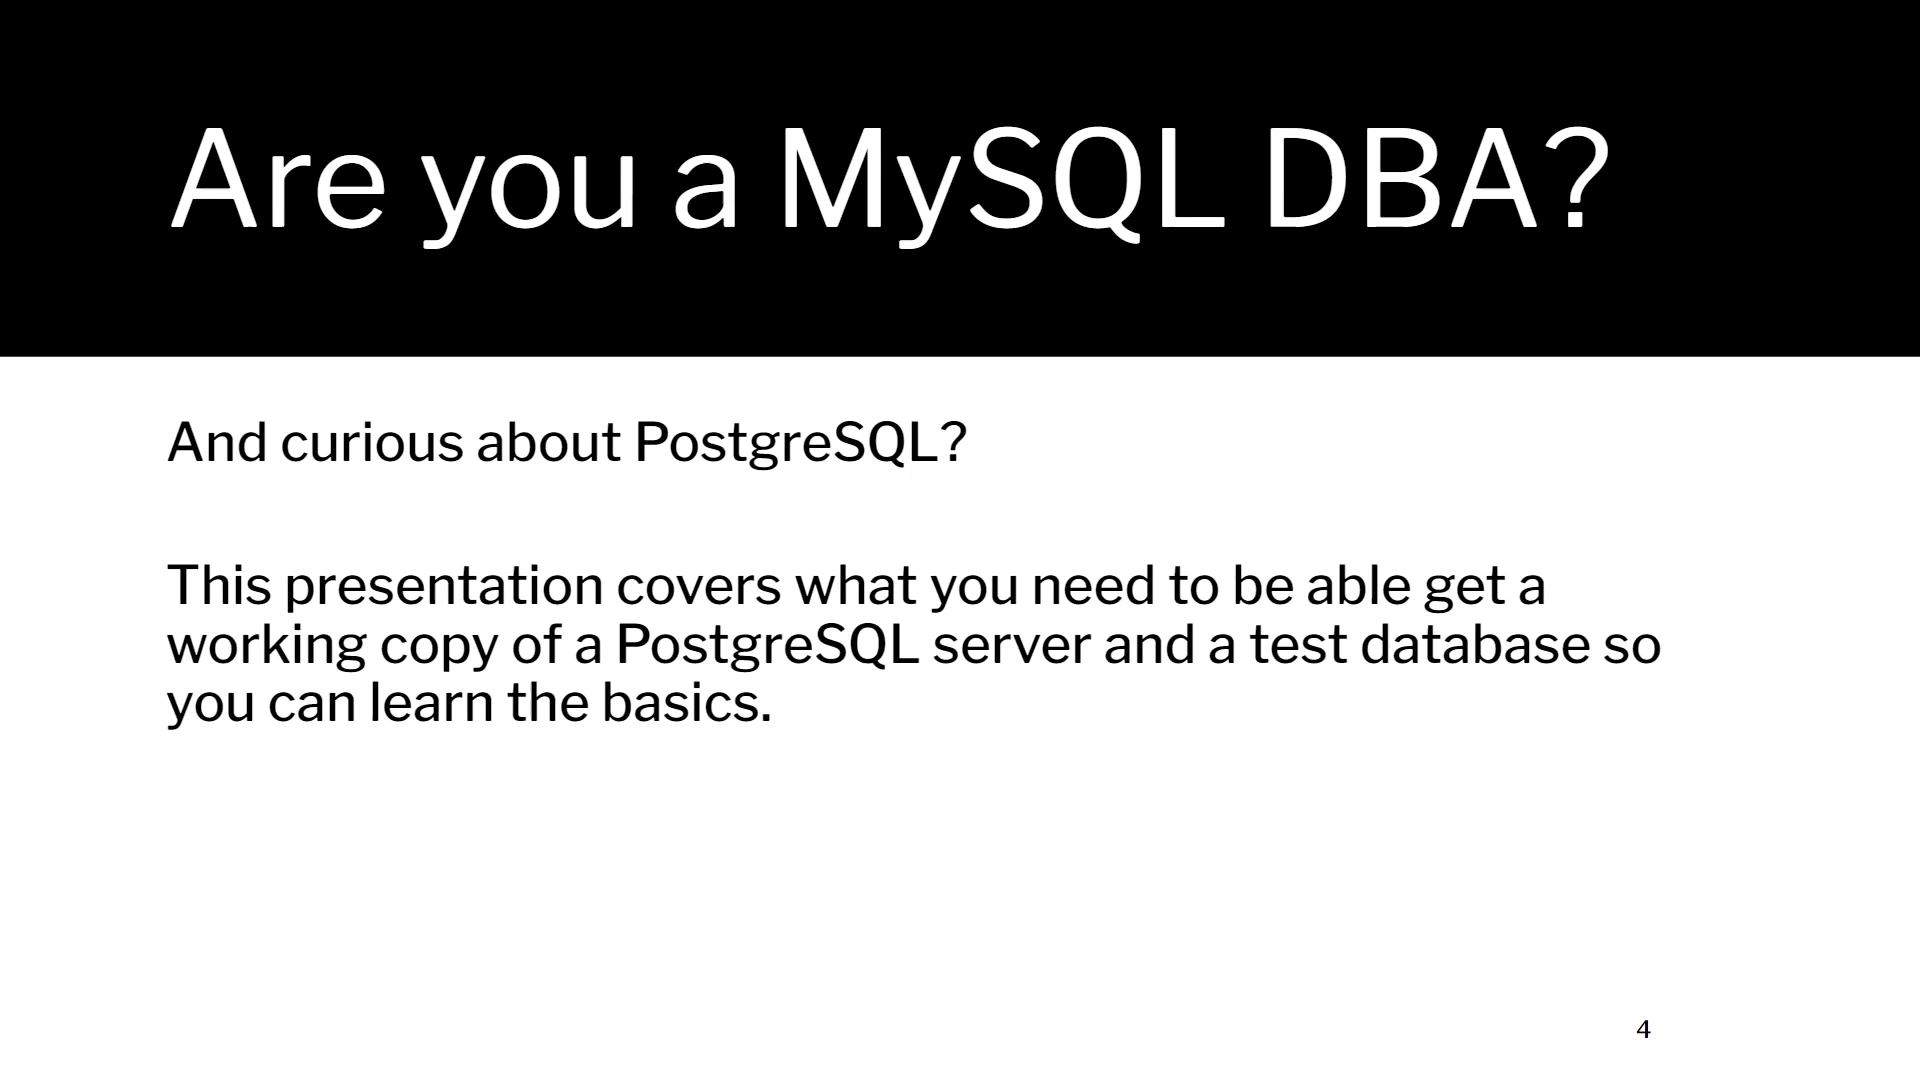 Are you a MySQL DBA?
And curious about PostgreSQL?
This presentation covers what you need to be able get a
working copy of a PostgreSQL server and a test database so
you can learn the basics.
4